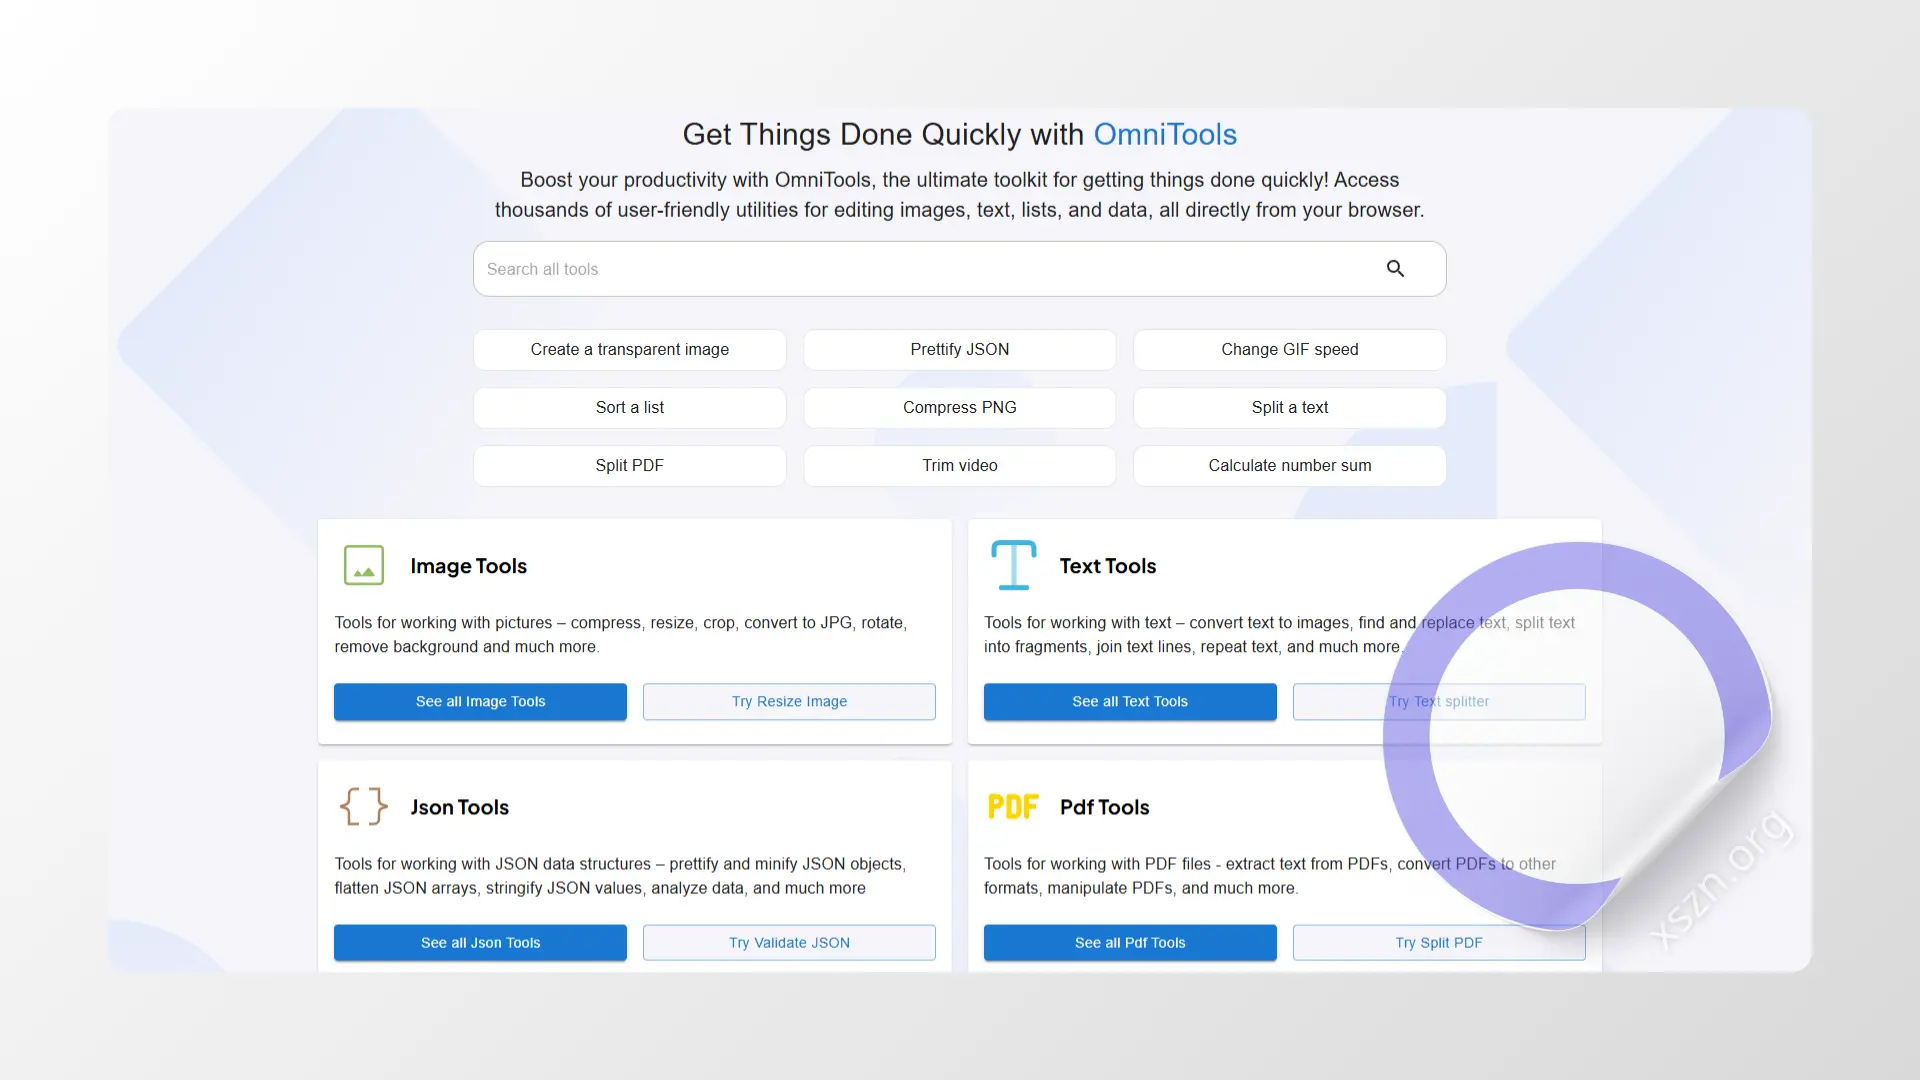 Get Things Done Quickly with OmniTools
Boost your productivity with OmniTools, the ultimate toolkit for getting things done quickly! Access
thousands of user-friendly utilities for editing images, text, lists, and data, all directly from your browser.
Search all tools
Create a transparent image
Prettify JSON
Change GIF speed
Sort a list
Compress PNG
Split a text
Split PDF
Trim video
Calculate number sum
Image Tools
Tools for working with pictures – compress, resize, crop, convert to JPG, rotate,
remove background and much more.
See all Image Tools
Try Resize Image
Text Tools
Tools for working with text – convert text to images, find and replace text, split text
into fragments, join text lines, repeat text, and much more.
See all Text Tools
Try Text splitter
Json Tools
Tools for working with JSON data structures – prettify and minify JSON objects,
flatten JSON arrays, stringify JSON values, analyze data, and much more
See all Json Tools
Try Validate JSON
PDF
Pdf Tools
Tools for working with PDF files - extract text from PDFs, convert PDFs to other
formats, manipulate PDFs, and much more.
See all Pdf Tools
Try Split PDF
xszn.org